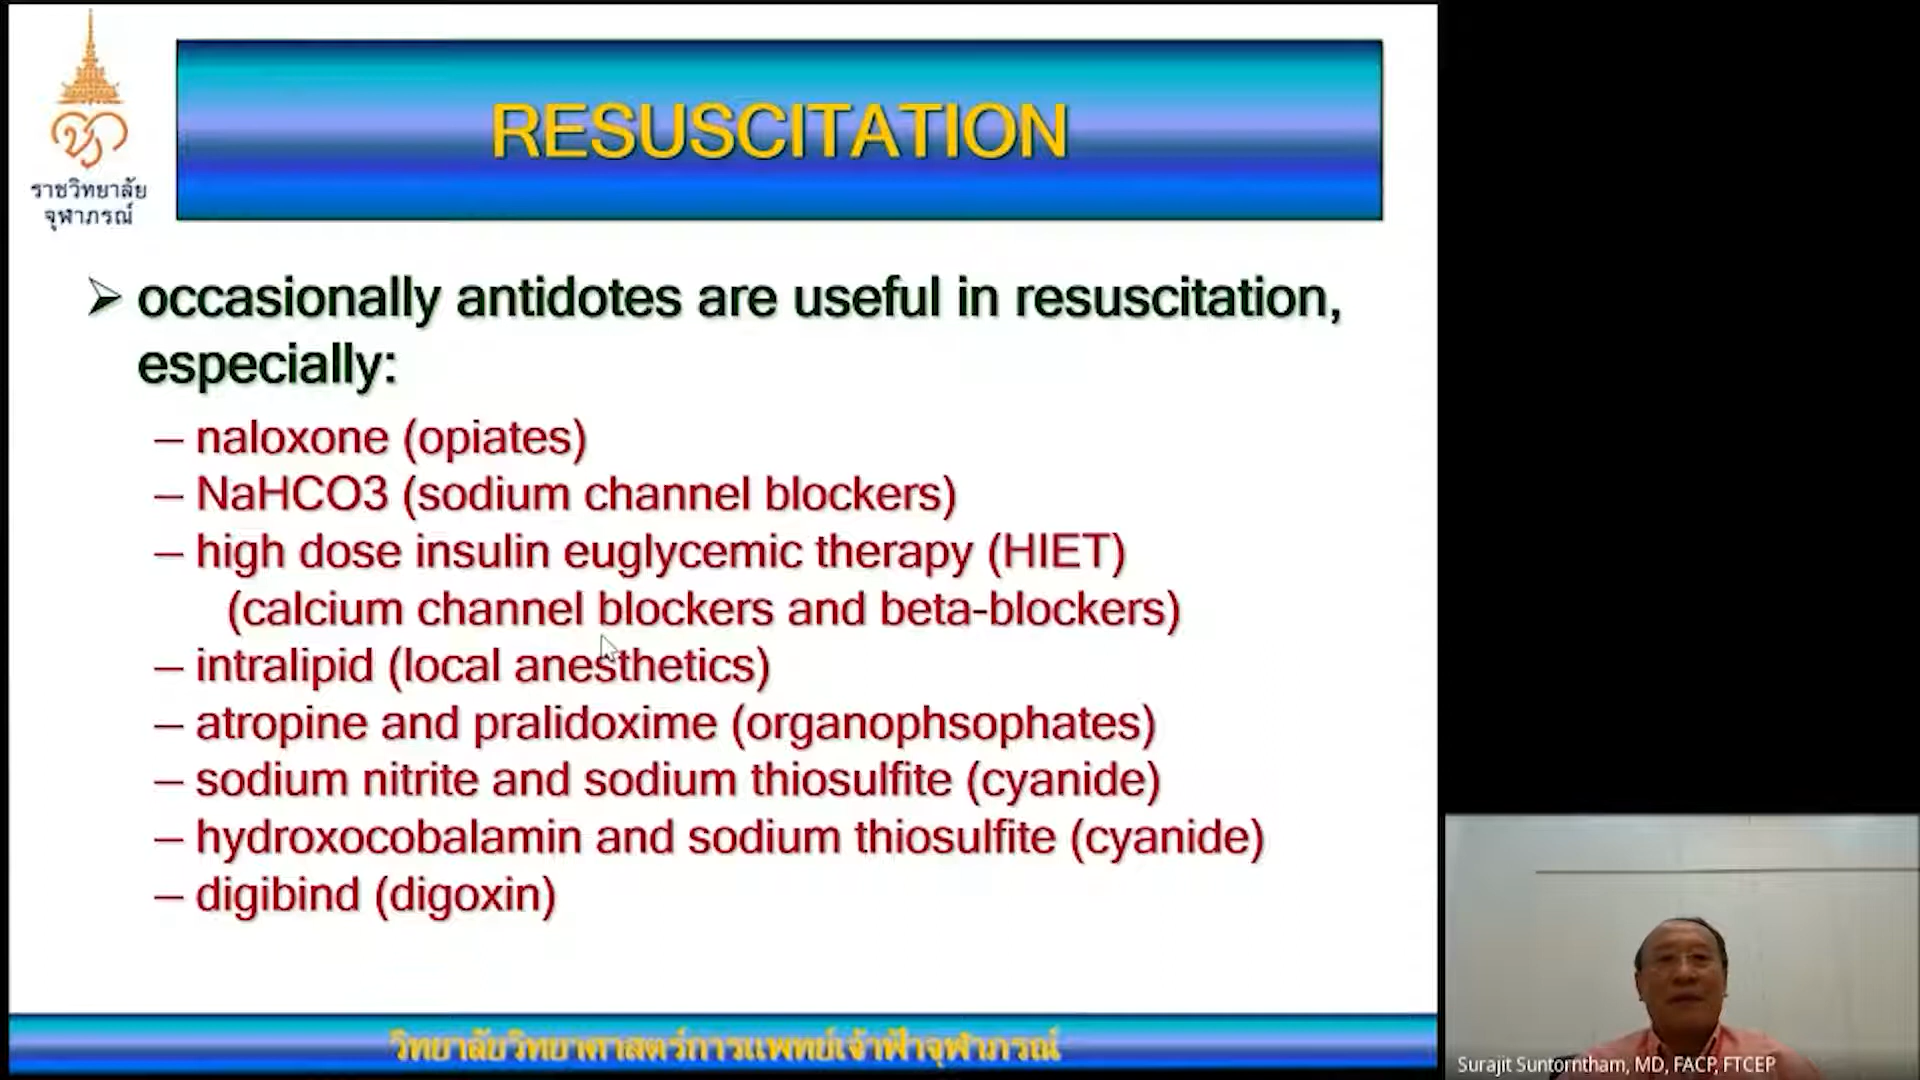 ราชวิทยาลัย
จุฬาภรณ์
RESUSCITATION
➢ occasionally antidotes are useful in resuscitation,
especially:
– naloxone (opiates)
– NaHCO3 (sodium channel blockers)
– high dose insulin euglycemic therapy (HIET)
(calcium channel blockers and beta-blockers)
– intralipid (local anesthetics)
– atropine and pralidoxime (organophsophates)
– sodium nitrite and sodium thiosulfite (cyanide)
– hydroxocobalamin and sodium thiosulfite (cyanide)
– digibind (digoxin)
วิทยาลัยวิทยาศาสตร์การแพทย์เจ้าฟ้าจุฬาภรณ์
Surajit Suntorntham, MD, FACP, FTCEP